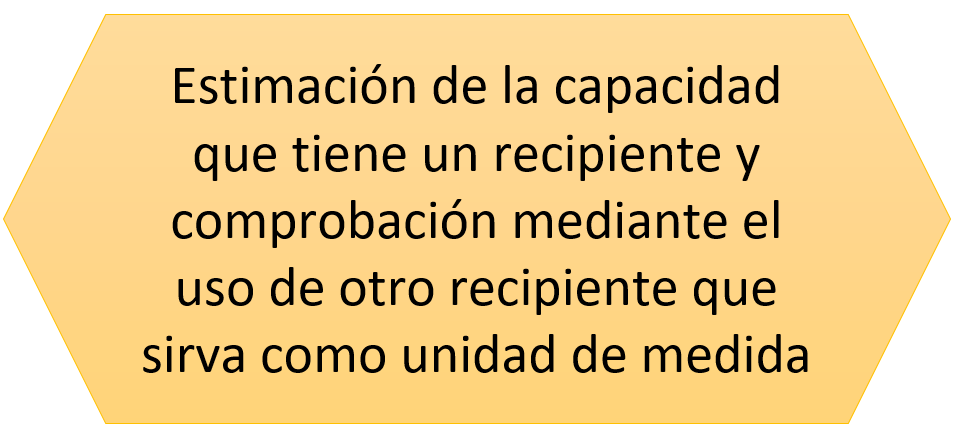 Estimación de la capacidad
que tiene un recipiente y
comprobación mediante el
uso de otro recipiente que
sirva como unidad de medida